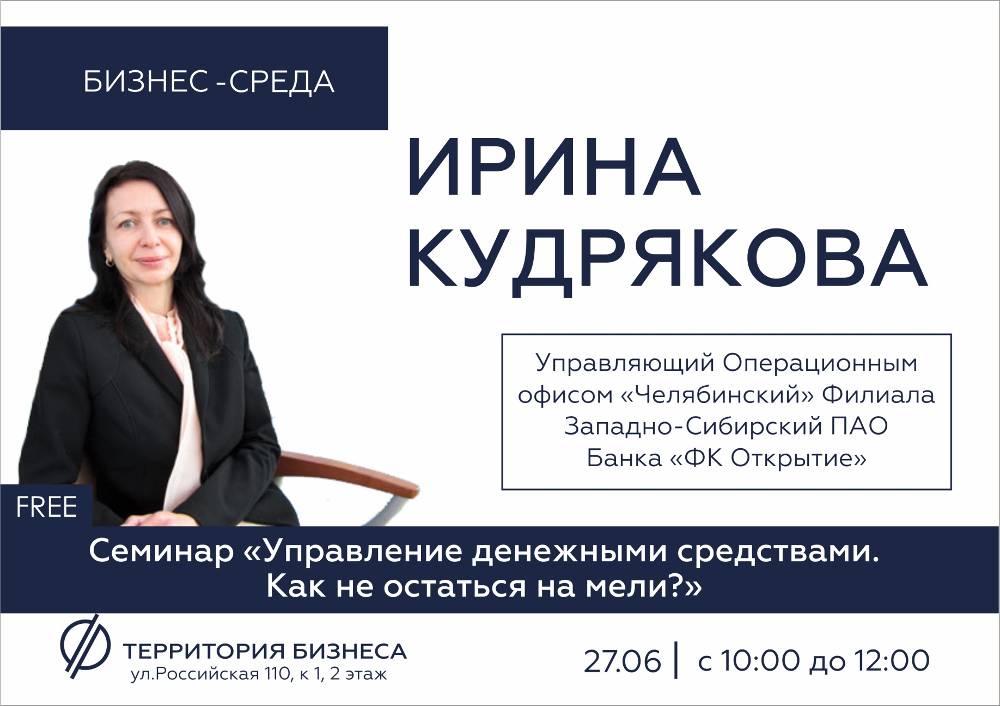 БИЗНЕС -СРЕДА
ИРИНА
КУДРЯКОВА
Управляющий Операционным
офисом «Челябинский» Филиала
Западно-Сибирский ПАО
Банка «ФК Открытие»
FREE
Семинар «Управление денежными средствами.
Как не остаться на мели?»
ТЕРРИТОРИЯ БИЗНЕСА
ул.Российская 110, к 1, 2 этаж
27.06 | с 10:00 до 12:00